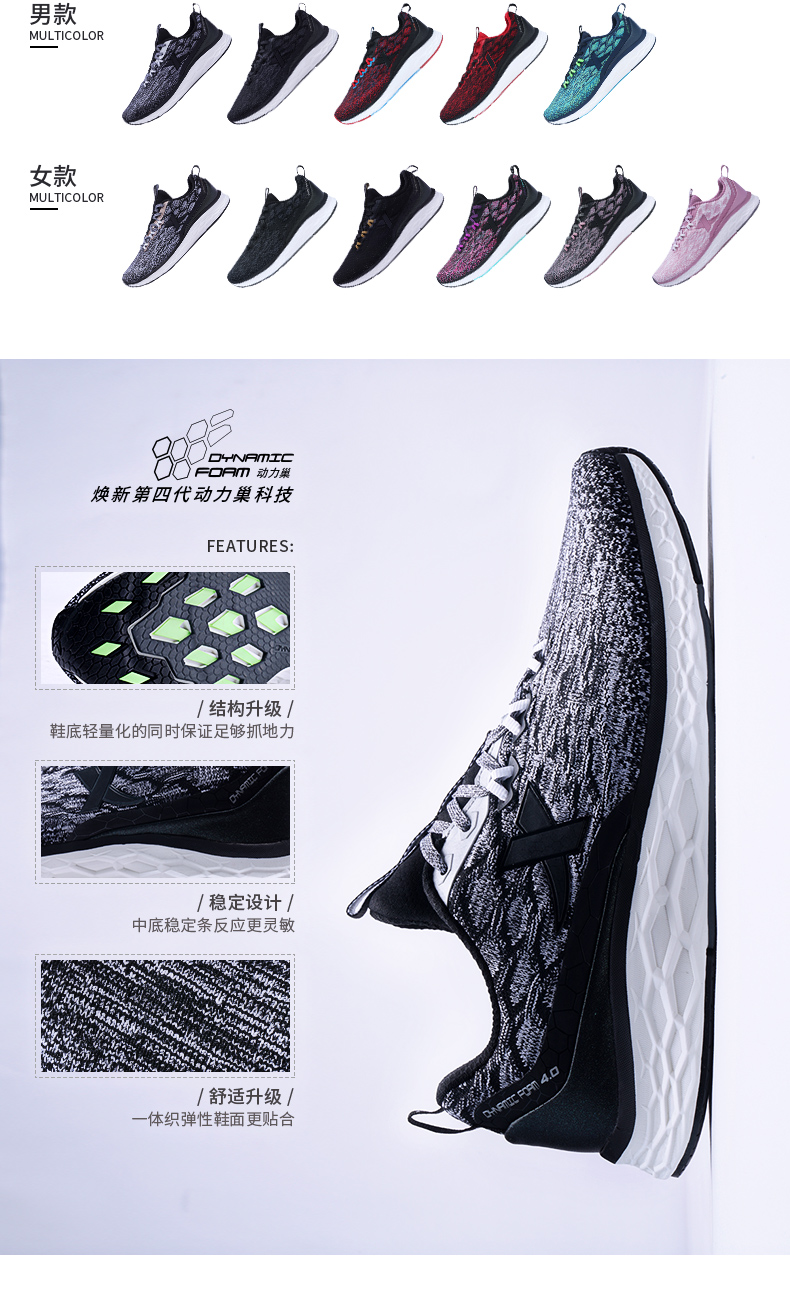 男款
MULTICOLOR
女款
MULTICOLOR
DYNAMIC
FOAM 动力巢
焕新第四代动力巢科技
FEATURES:
/ 结构升级 /
鞋底轻量化的同时保证足够抓地力
DYNAMIC FOAM
/ 稳定设计 /
中底稳定条反应更灵敏
/ 舒适升级 /
一体织弹性鞋面更贴合
DYNAMIC FOAM 4.0